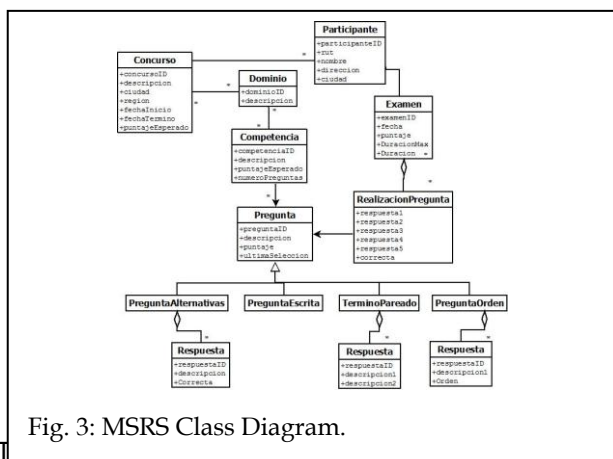 Participante
+participanteID
+rut
+nombre
+direccion
+ciudad
Concurso
+concursoID
+descripcion
+ciudad
+region
+fechaInicio
+fechaTermino
+puntajeEsperado
*
*
*
Dominio
+dominioID
+descripcion
*
Examen
+examenID
+fecha
+puntaje
+DuracionMax
+Duracion *
Competencia
+competenciaID
+descripcion
+puntajeEsperado
+numeroPreguntas
*
*
RealizacionPregunta
+respuesta1
+respuesta2
+respuesta3
+respuesta4
+respuesta5
+correcta
Pregunta
+preguntaID
+descripcion
+puntaje
+ultimaSeleccion
PreguntaAlternativas
PreguntaEscrita
TerminoPareado
PreguntaOrden
*
*
*
Respuesta
+respuestaID
+descripcion
+Correcta
Respuesta
+respuestaID
+descripcion1
+descripcion2
Respuesta
+respuestaID
+descripcion1
+Orden
Fig. 3: MSRS Class Diagram.